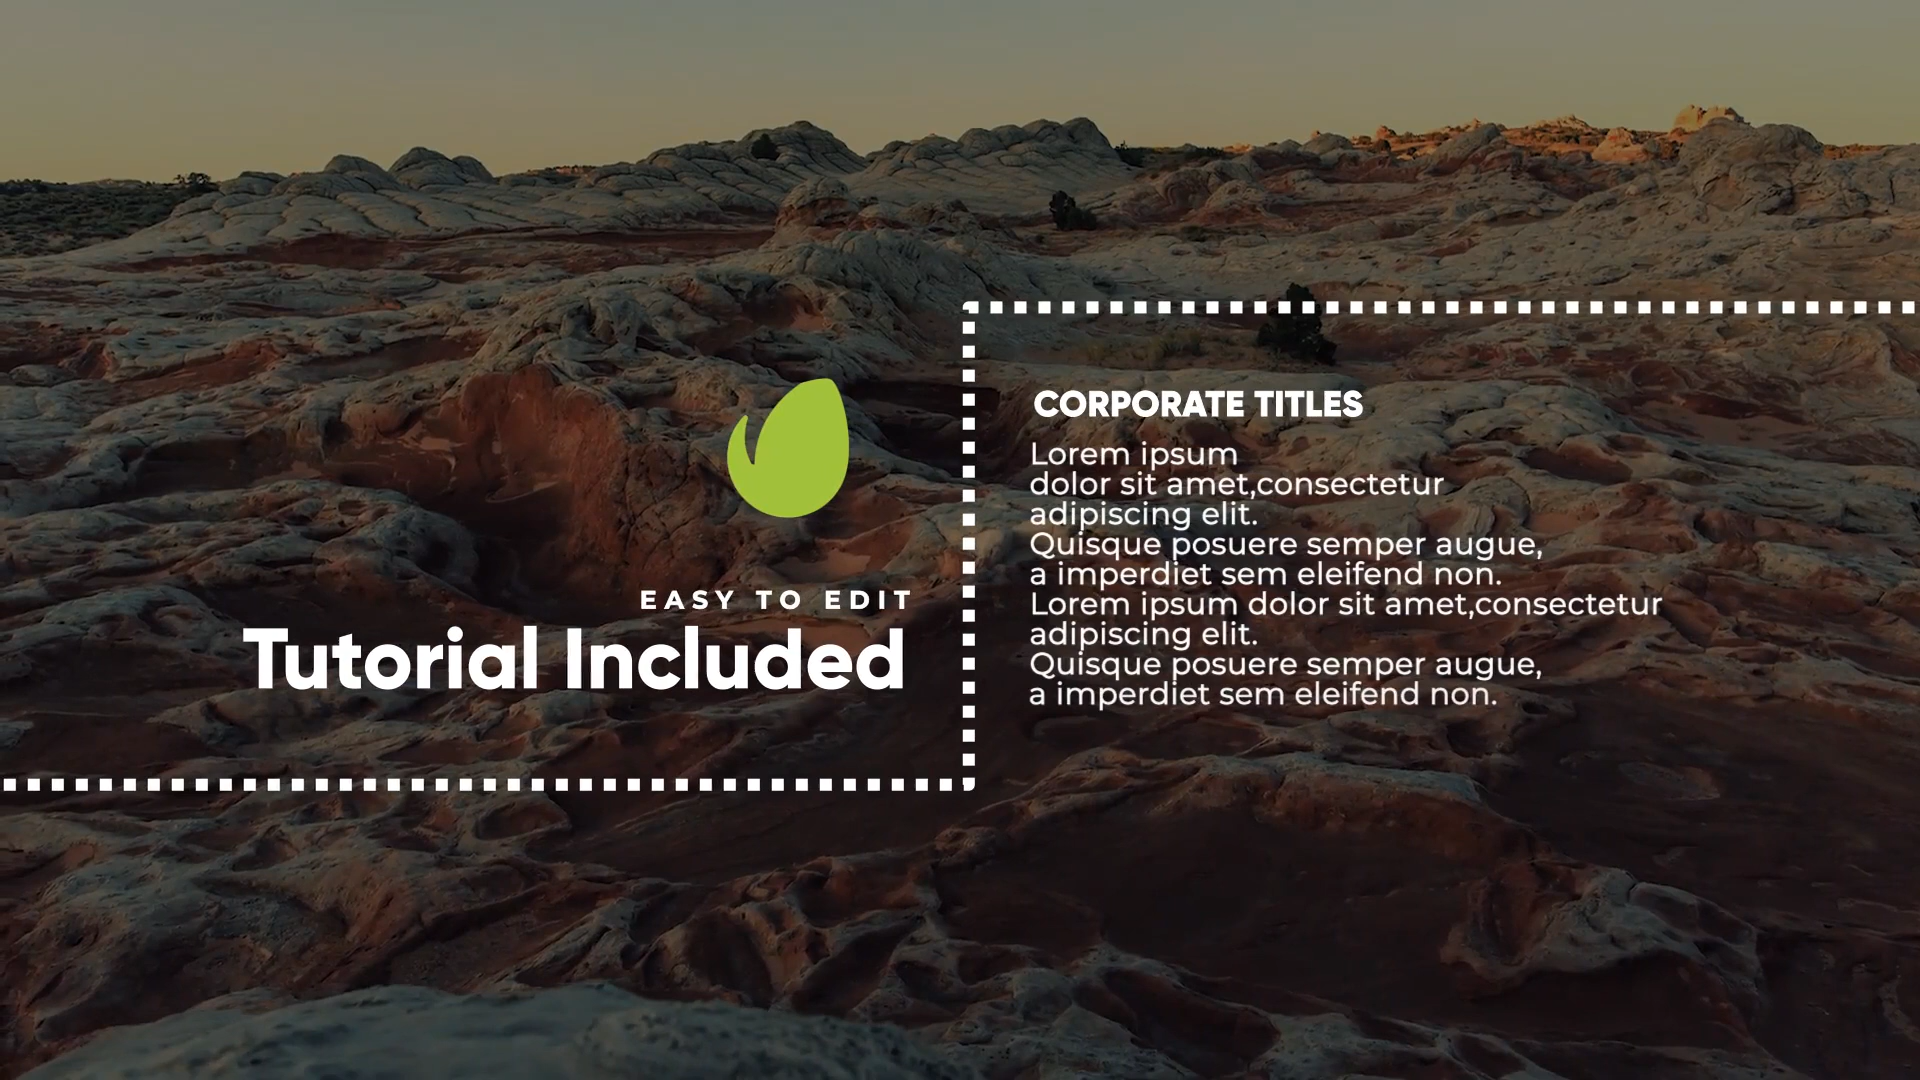 EASY TO EDIT
Tutorial Included
CORPORATE TITLES
Lorem ipsum
dolor sit amet,consectetur
adipiscing elit.
Quisque posuere semper augue,
a imperdiet sem eleifend non.
Lorem ipsum dolor sit amet,consectetur
adipiscing elit.
Quisque posuere semper augue,
a imperdiet sem eleifend non.